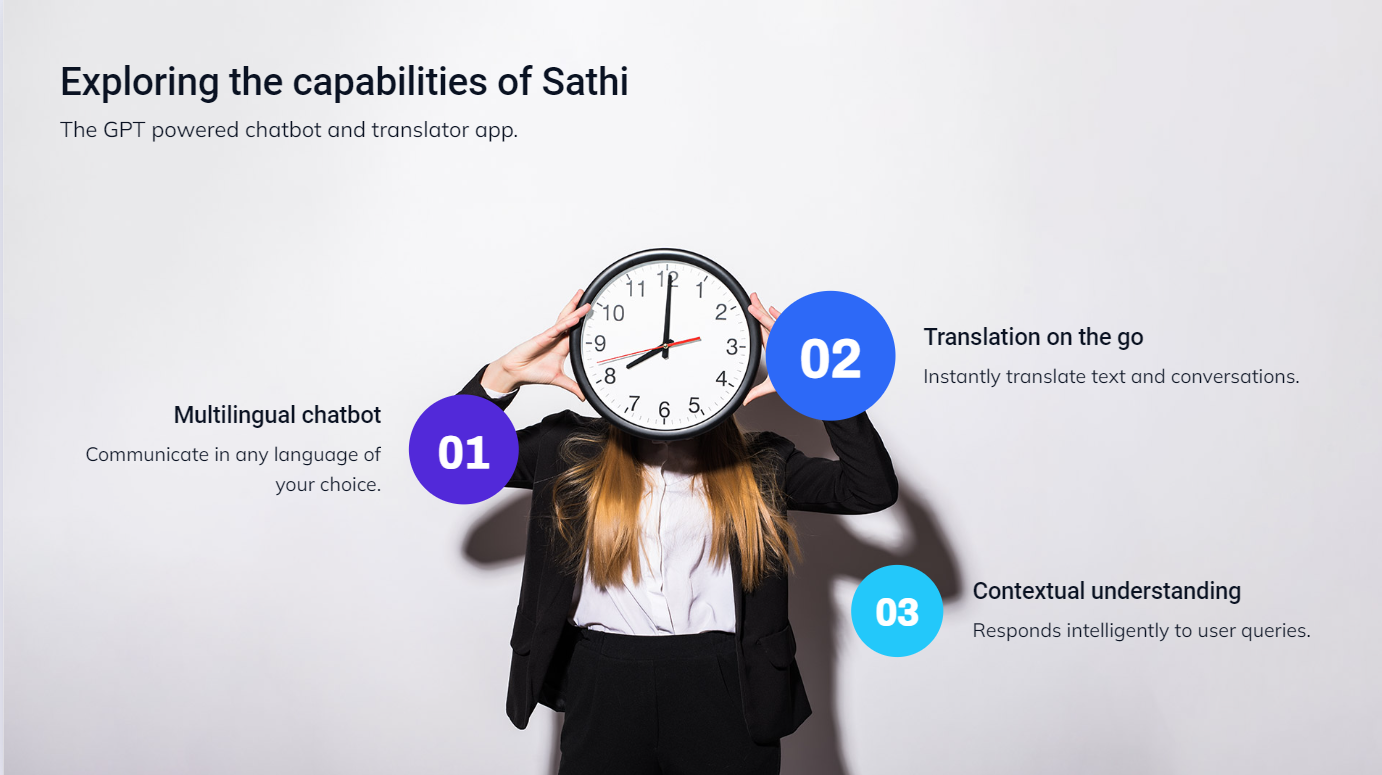 Exploring the capabilities of Sathi
The GPT powered chatbot and translator app.
12
11
1
10
2
9
3
8
4
7
6
5
02
Translation on the go
Instantly translate text and conversations.
Multilingual chatbot
Communicate in any language of
your choice.
01
03
Contextual understanding
Responds intelligently to user queries.